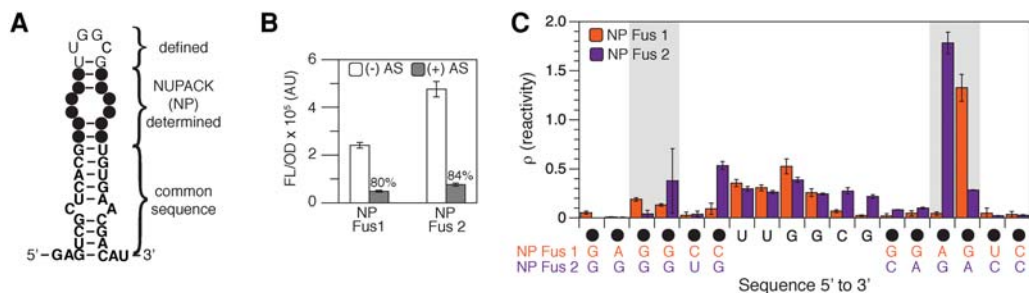 A
G G
U C
U G
defined
NUPACK
(NP)
determined
G–U
C–G
A–U
C–G
U–A
C A
G–C
C–G
U–A
5'-GAG–CAU-3'
common
sequence
B
(-) AS (+) AS
FL/OD x 10⁵ (AU)
6
4
2
0
80%
84%
NP
Fus1
NP
Fus 2
C
NP Fus 1
NP Fus 2
ρ (reactivity)
2.0
1.5
1.0
0.5
0
U U G G C G
NP Fus 1 G A G G C C G G A G U C
NP Fus 2 G G G G U G C A G A C C
Sequence 5' to 3'